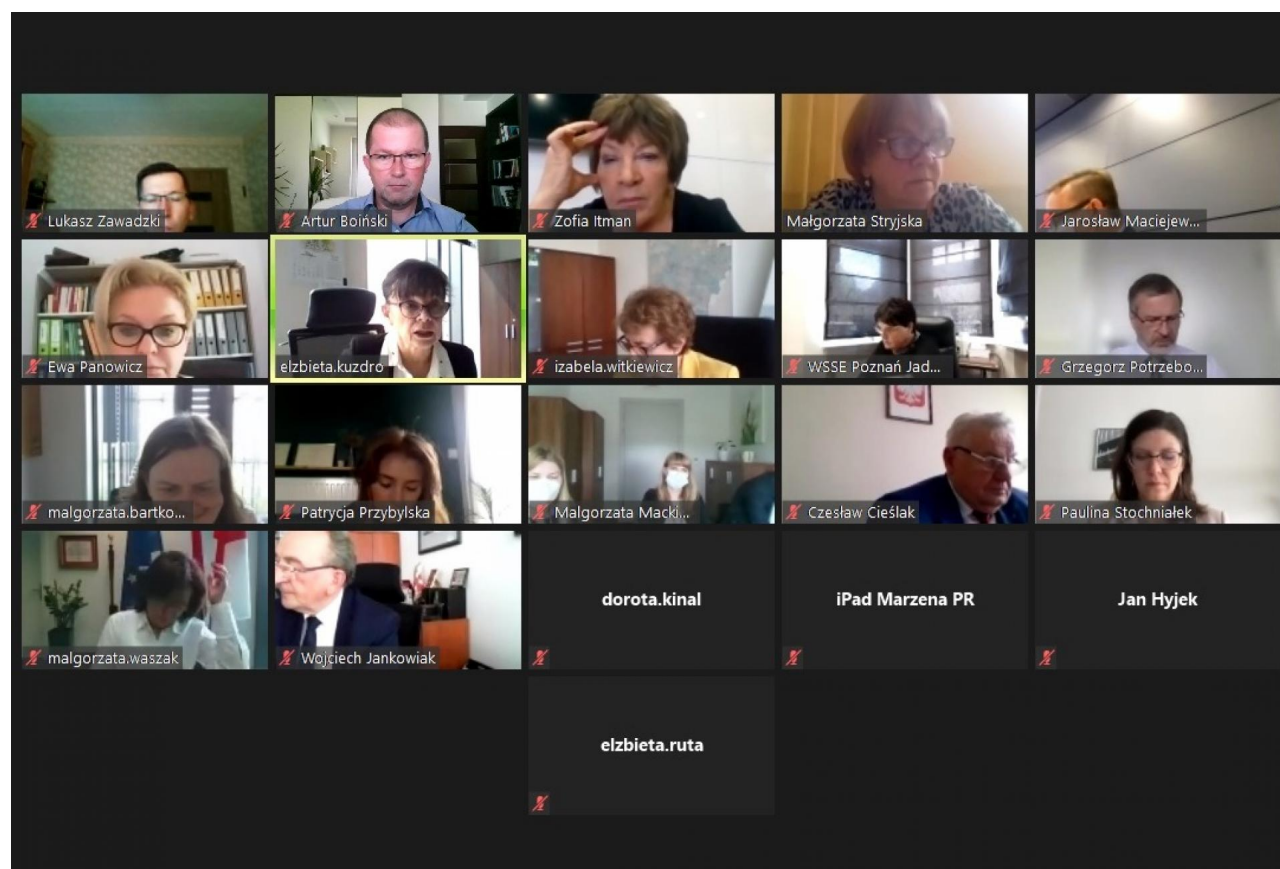 Lukasz Zawadzki
Artur Boiński
Zofia Itman
Małgorzata Stryjska
Jarosław Maciejew...
Ewa Panowicz
elzbieta.kuzdro
izabela.witkiewicz
WSSE Poznań Jad...
Grzegorz Potrzebo...
malgorzata.bartko...
Patrycja Przybylska
Malgorzata Macki...
Czesław Cieślak
Paulina Stochniałek
malgorzata.waszak
Wojciech Jankowiak
dorota.kinal
iPad Marzena PR
Jan Hyjek
elzbieta.ruta